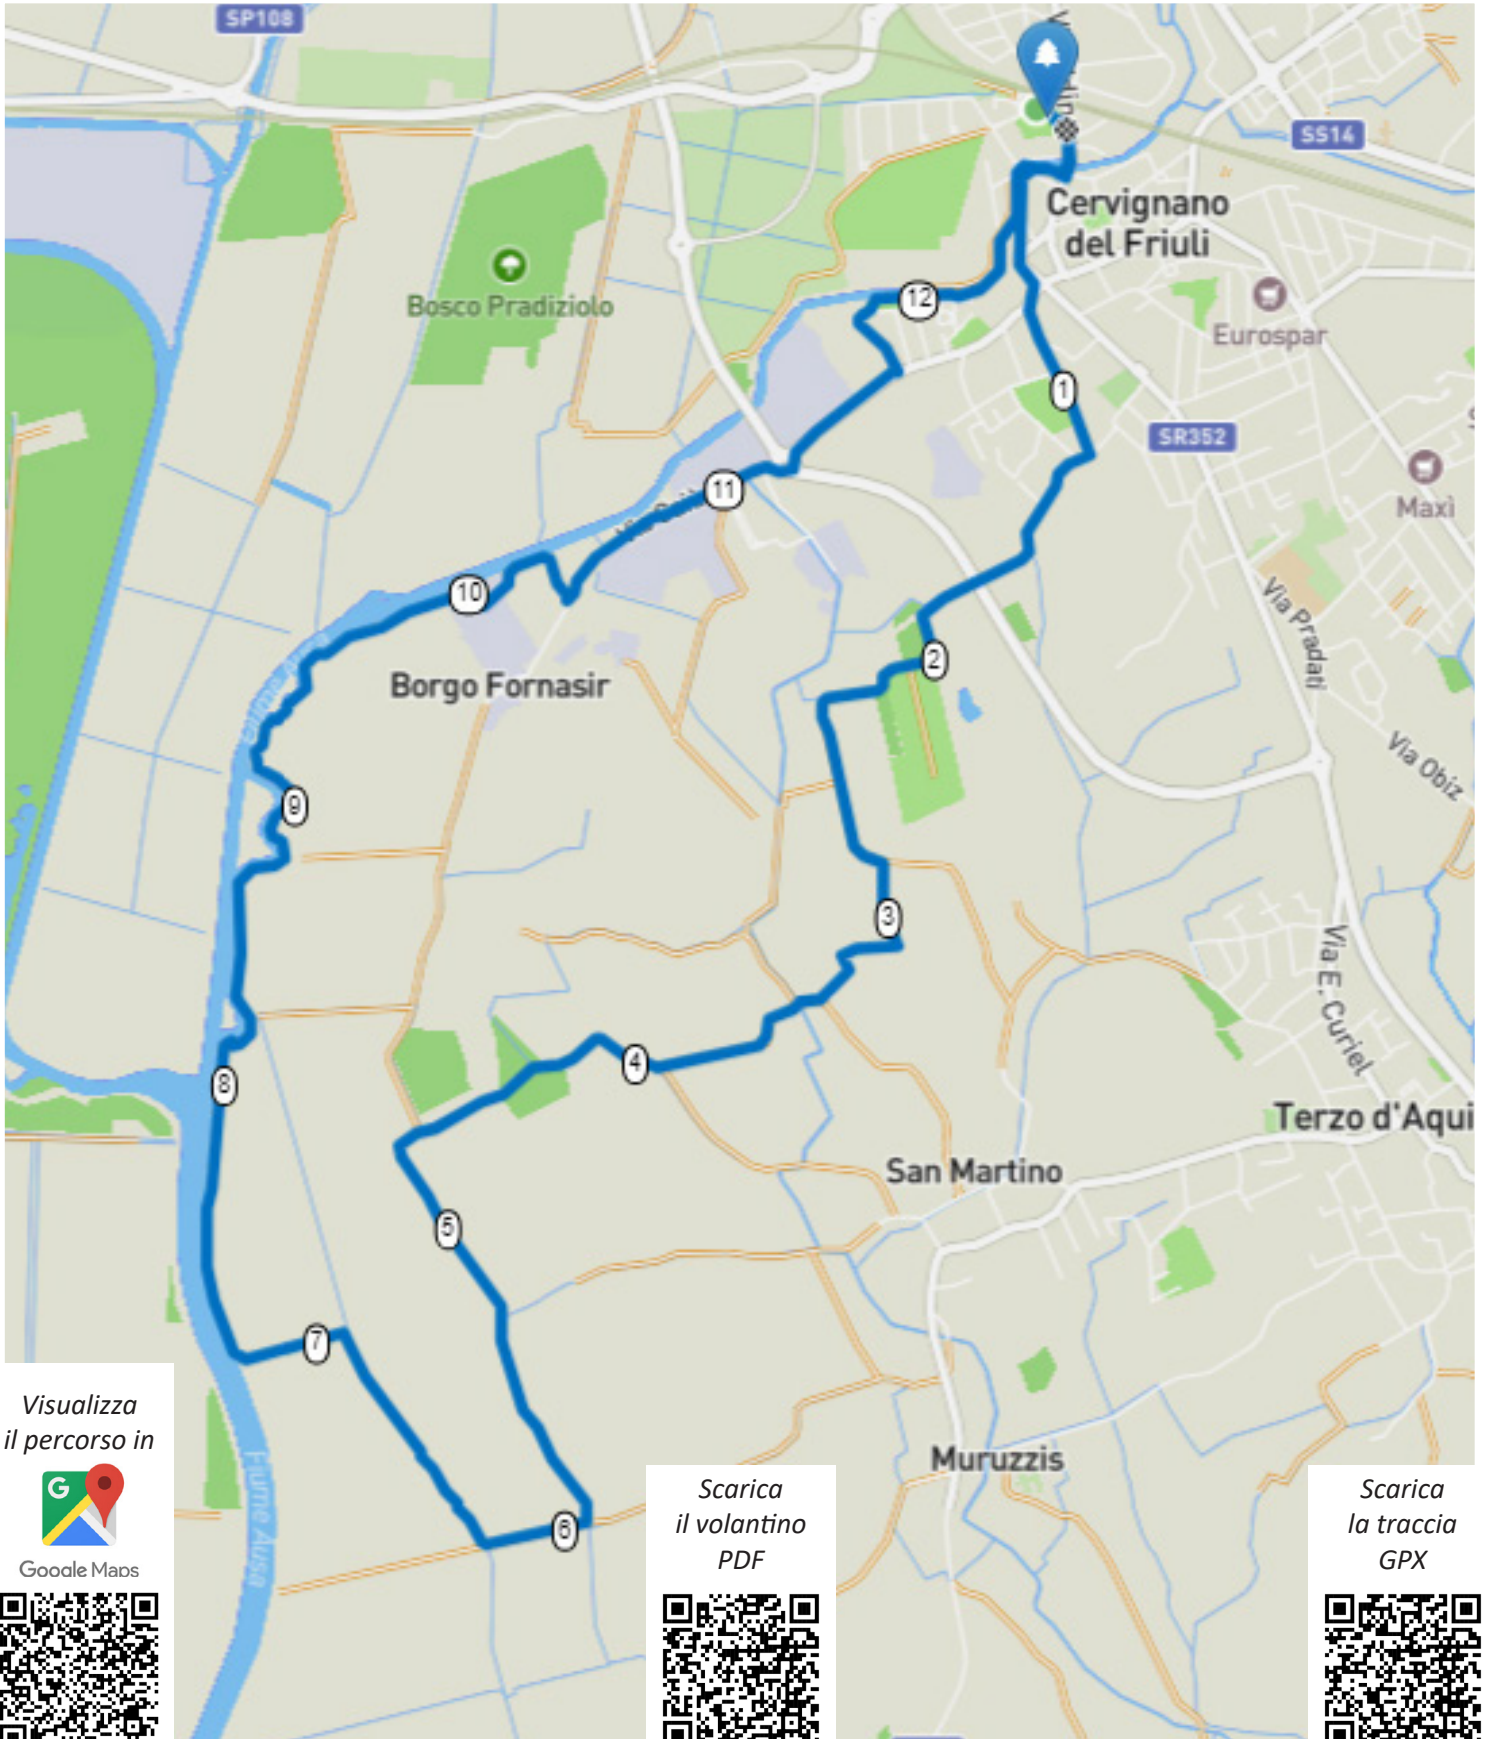 SP108
SS14
Cervignano
del Friuli
Bosco Pradiziolo
12
Eurospar
1
SR352
Maxì
11
10
Via Pradati
2
Borgo Fornasir
Via Obiz
9
3
Via E. Curiel
4
8
Terzo d'Aqui
San Martino
5
7
Visualizza
il percorso in
G
Google Maps
Muruzzis
Fiume Ausa
6
Scarica
il volantino
PDF
Scarica
la traccia
GPX